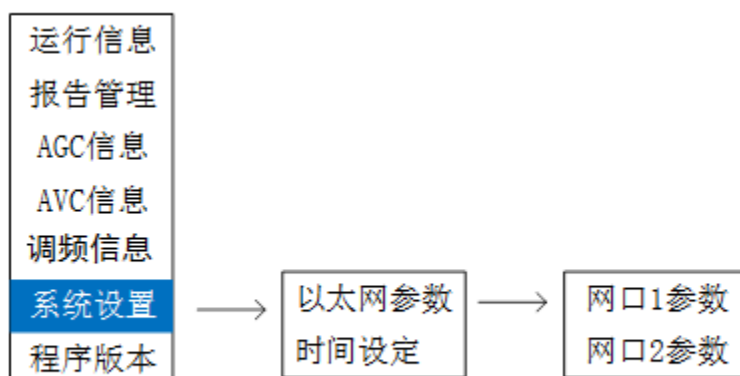 运行信息
报告管理
AGC信息
AVC信息
调频信息
系统设置
程序版本
以太网参数
时间设定
网口1参数
网口2参数